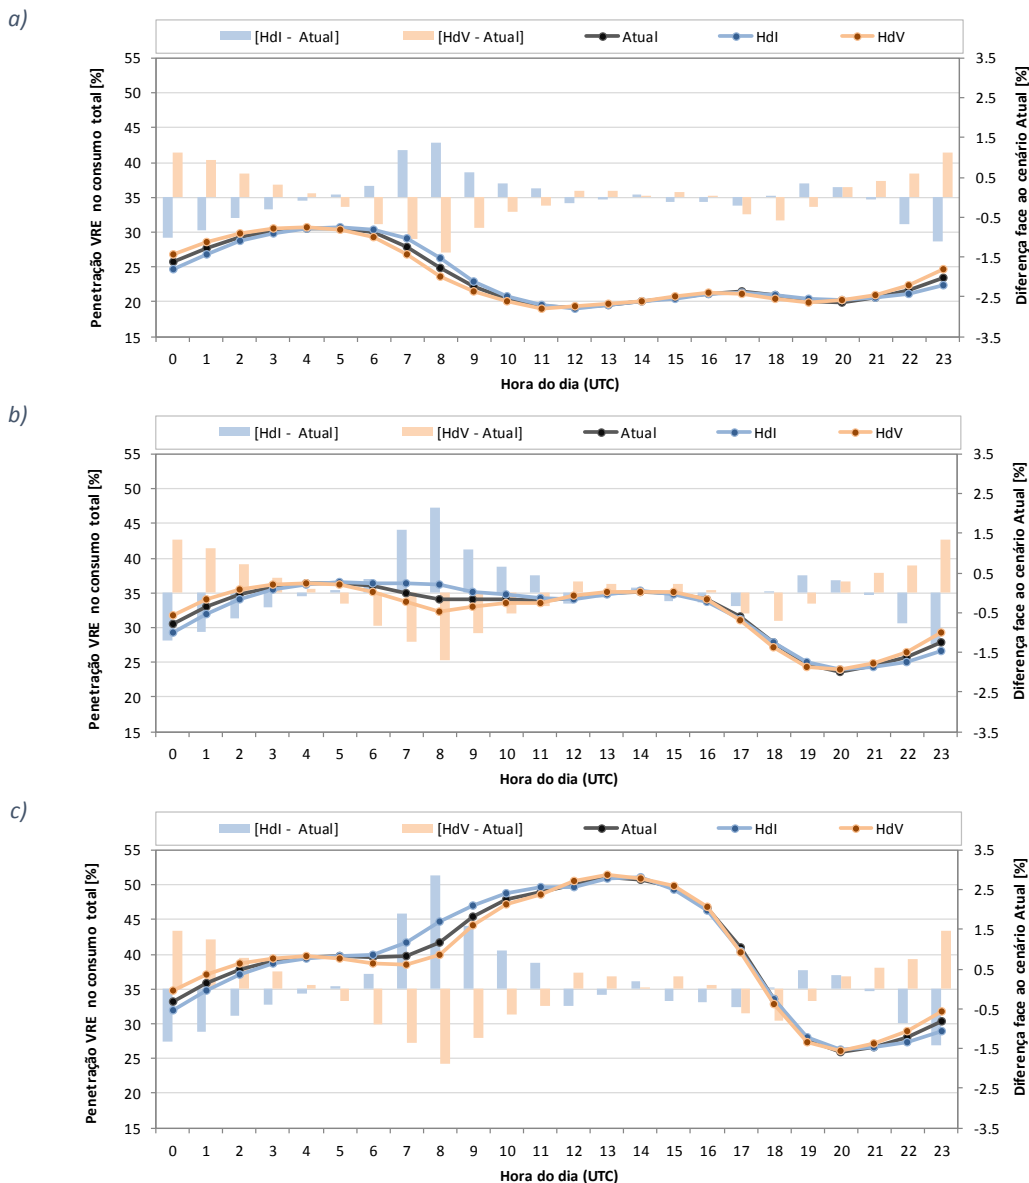 a)
[HdI - Atual] [HdV - Atual] Atual HdI HdV
Penetração VRE no consumo total [%]
55
50
45
40
35
30
25
20
15
3.5
2.5
1.5
0.5
-0.5
-1.5
-2.5
-3.5
Diferença face ao cenário Atual [%]
0 1 2 3 4 5 6 7 8 9 10 11 12 13 14 15 16 17 18 19 20 21 22 23
Hora do dia (UTC)
b)
[HdI - Atual] [HdV - Atual] Atual HdI HdV
Penetração VRE no consumo total [%]
55
50
45
40
35
30
25
20
15
3.5
2.5
1.5
0.5
-0.5
-1.5
-2.5
-3.5
Diferença face ao cenário Atual [%]
0 1 2 3 4 5 6 7 8 9 10 11 12 13 14 15 16 17 18 19 20 21 22 23
Hora do dia (UTC)
c)
[HdI - Atual] [HdV - Atual] Atual HdI HdV
Penetração VRE no consumo total [%]
55
50
45
40
35
30
25
20
15
3.5
2.5
1.5
0.5
-0.5
-1.5
-2.5
-3.5
Diferença face ao cenário Atual [%]
0 1 2 3 4 5 6 7 8 9 10 11 12 13 14 15 16 17 18 19 20 21 22 23
Hora do dia (UTC)